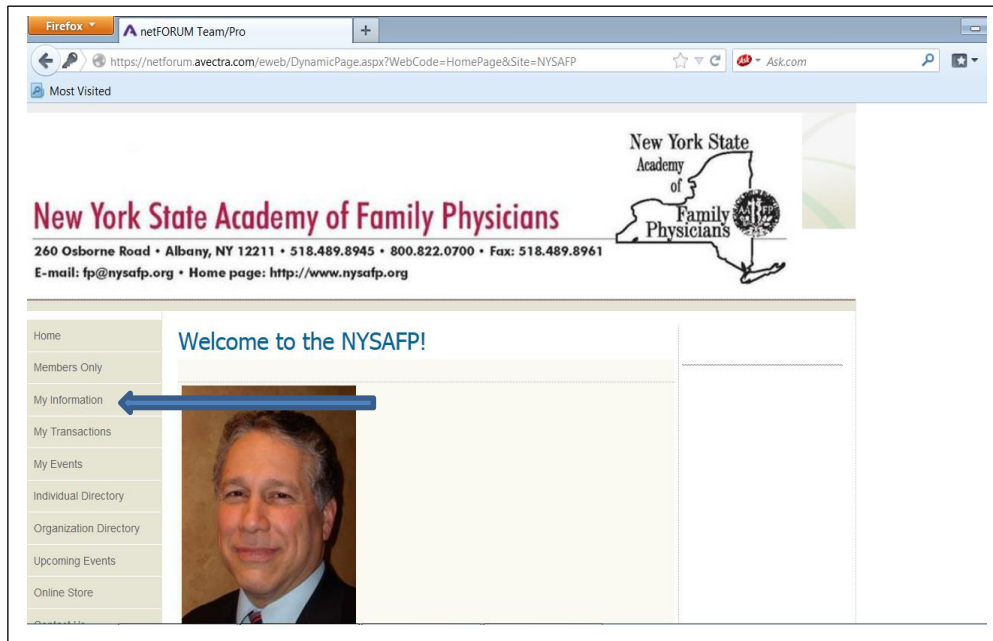 Firefox
netFORUM Team/Pro
+
https://netforum.avectra.com/eweb/DynamicPage.aspx?WebCode=HomePage&Site=NYSAFP
Ask.com
Most Visited
New York State
Academy
of
Family
Physicians
New York State Academy of Family Physicians
260 Osborne Road • Albany, NY 12211 • 518.489.8945 • 800.822.0700 • Fax: 518.489.8961
E-mail: fp@nysafp.org • Home page: http://www.nysafp.org
Home
Members Only
My Information
My Transactions
My Events
Individual Directory
Organization Directory
Upcoming Events
Online Store
Contact Us
Welcome to the NYSAFP!